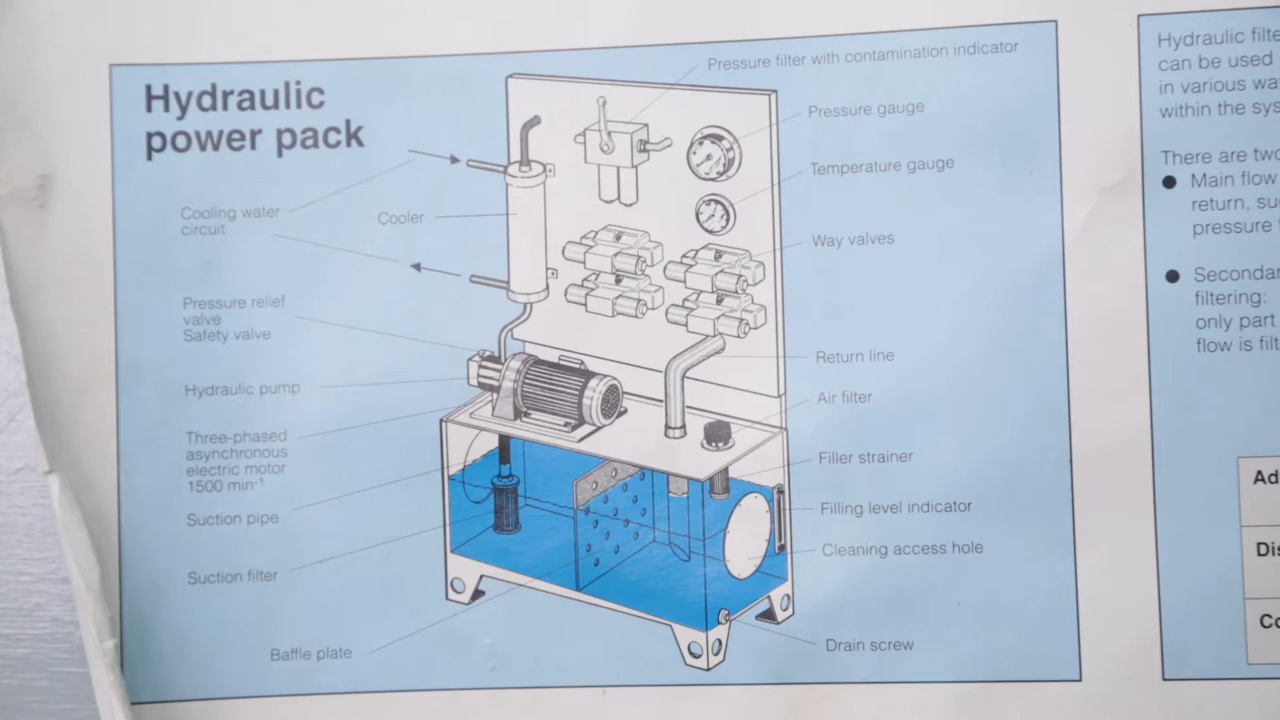 Hydraulic
power pack
Pressure filter with contamination indicator
Pressure gauge
Temperature gauge
Cooling water
circuit
Cooler
Way valves
Pressure relief
valve
Safety valve
Return line
Hydraulic pump
Air filter
Three-phased
asynchronous
electric motor
1500 min⁻¹
Filler strainer
Suction pipe
Filling level indicator
Cleaning access hole
Suction filter
Baffle plate
Drain screw
Hydraulic filte
can be used
in various wa
within the sys
There are two
● Main flow
return, su
pressure
● Secondar
filtering:
only part
flow is filt
Ad
Dis
Co